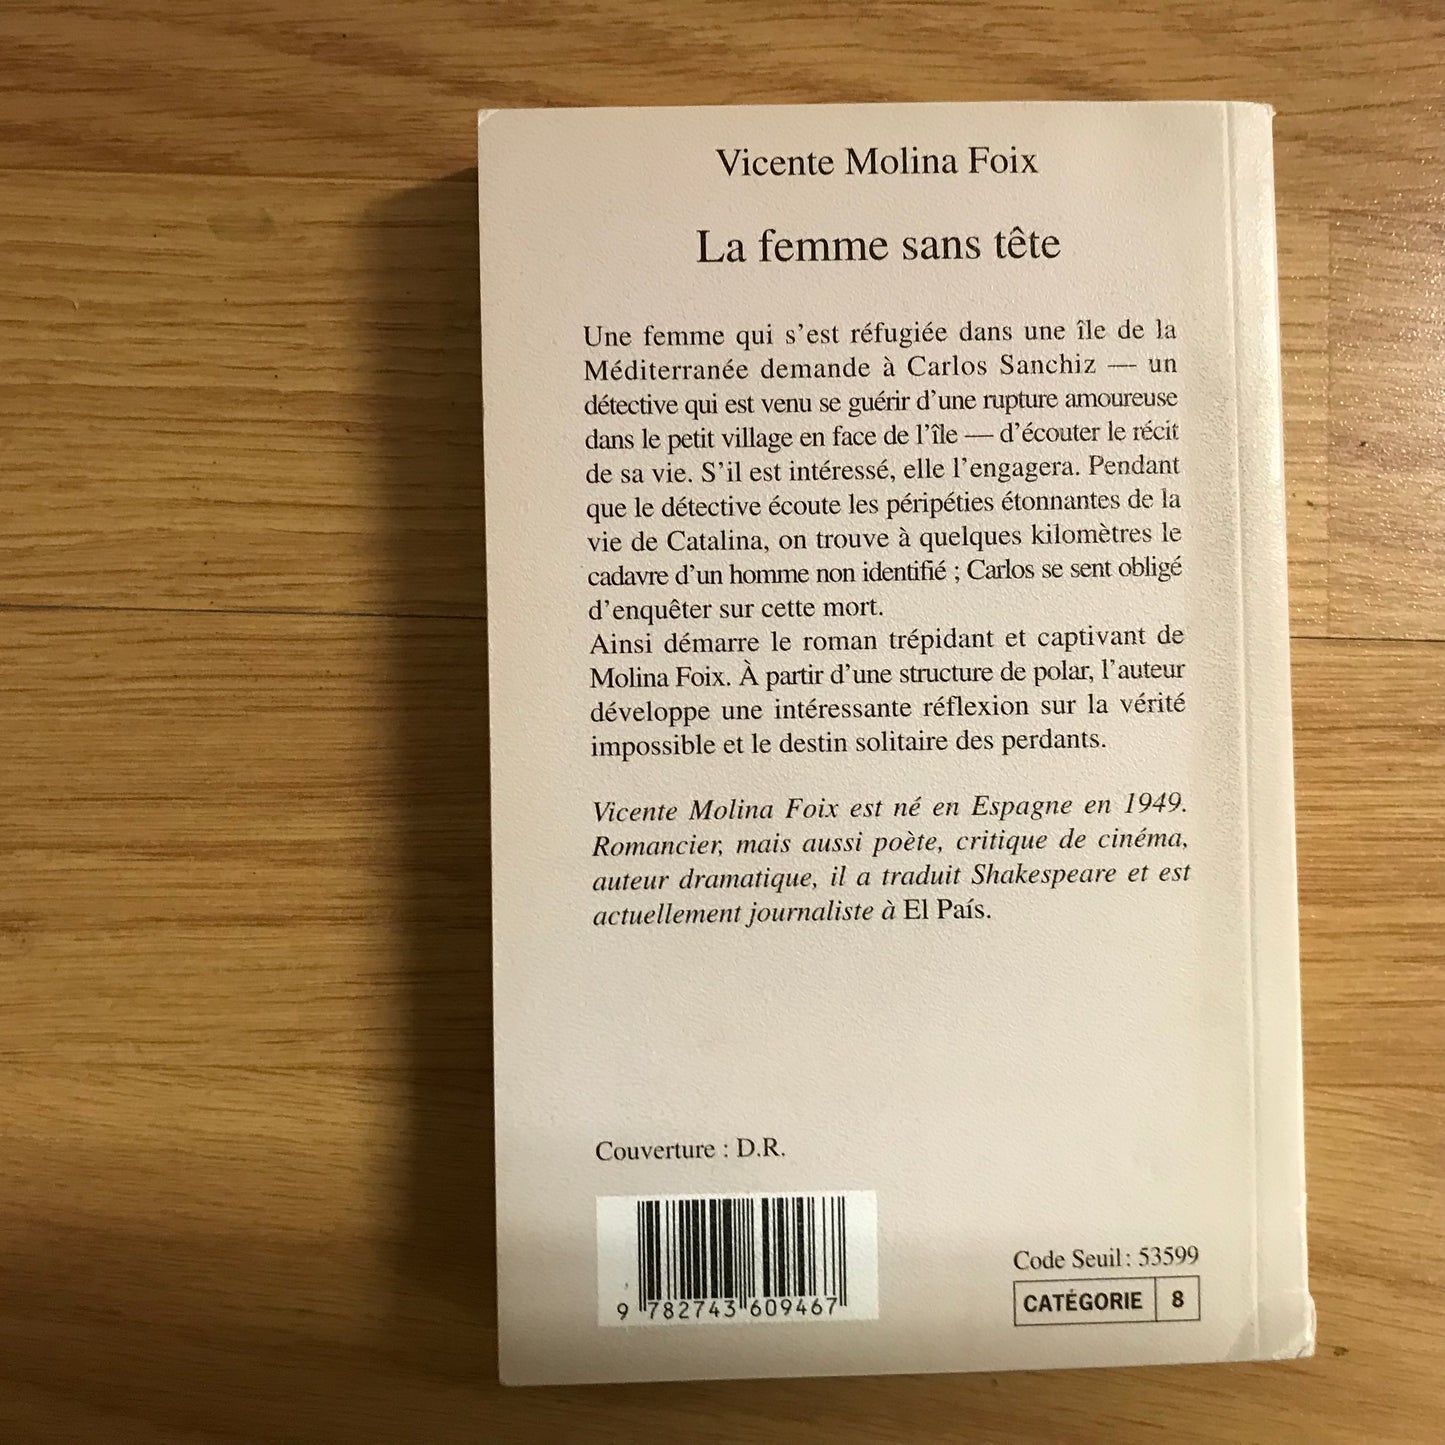 Vicente Molina Foix
La femme sans tête
Une femme qui s’est réfugiée dans une île de la
Méditerranée demande à Carlos Sanchiz — un
détective qui est venu se guérir d’une rupture amoureuse
dans le petit village en face de l’île — d’écouter le récit
de sa vie. S’il est intéressé, elle l’engagera. Pendant
que le détective écoute les péripéties étonnantes de la
vie de Catalina, on trouve à quelques kilomètres le
cadavre d’un homme non identifié ; Carlos se sent obligé
d’enquêter sur cette mort.
Ainsi démarre le roman trépidant et captivant de
Molina Foix. À partir d’une structure de polar, l’auteur
développe une intéressante réflexion sur la vérité
impossible et le destin solitaire des perdants.
Vicente Molina Foix est né en Espagne en 1949.
Romancier, mais aussi poète, critique de cinéma,
auteur dramatique, il a traduit Shakespeare et est
actuellement journaliste à El País.
Couverture : D.R.
9 782743 609467
Code Seuil : 53599
CATÉGORIE 8